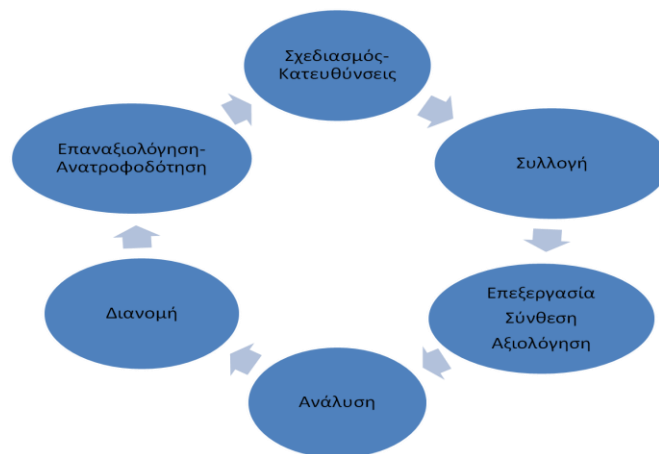 Σχεδιασμός-
Κατευθύνσεις
Συλλογή
Επεξεργασία
Σύνθεση
Αξιολόγηση
Ανάλυση
Διανομή
Επαναξιολόγηση-
Ανατροφοδότηση